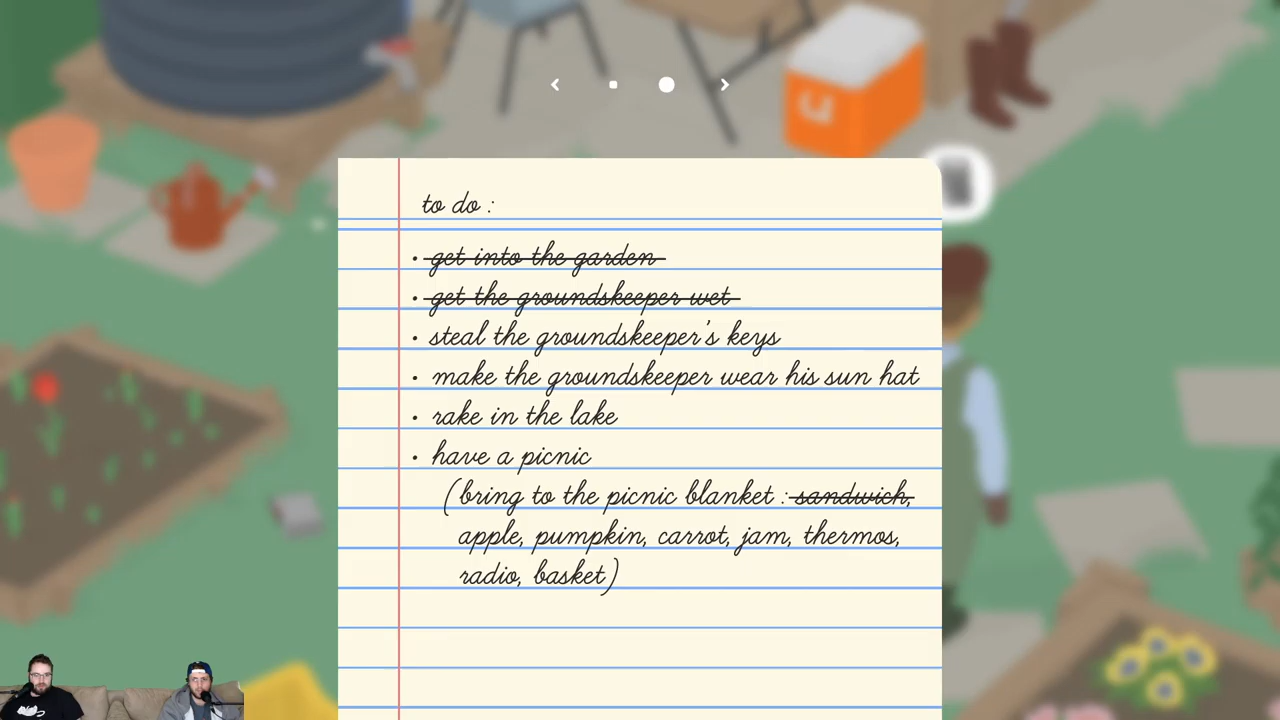 to do :
• get into the garden
• get the groundskeeper wet
• steal the groundskeeper's keys
• make the groundskeeper wear his sun hat
• rake in the lake
• have a picnic
(bring to the picnic blanket : sandwich,
apple, pumpkin, carrot, jam, thermos,
radio, basket)